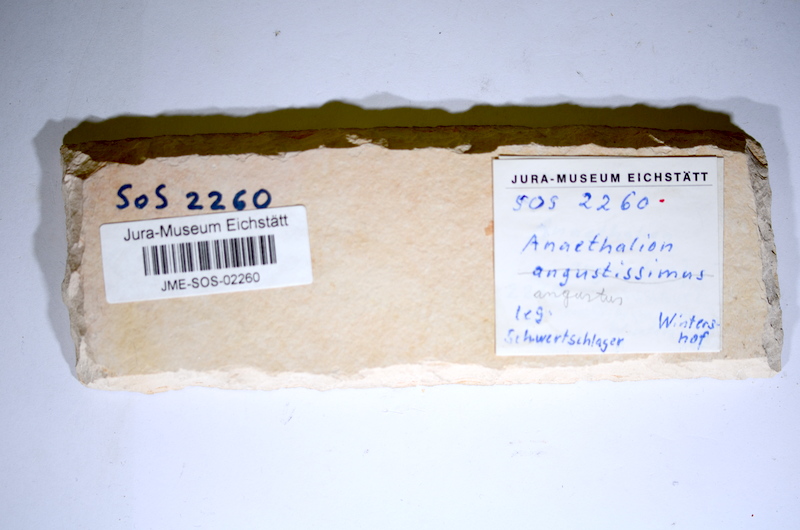 SOS 2260
Jura-Museum Eichstätt
JME-SOS-02260
JURA-MUSEUM EICHSTÄTT
SOS 2260
Anaethalion
angustissimus
angustus
leg.
Schwertschlager
Winters-
hof